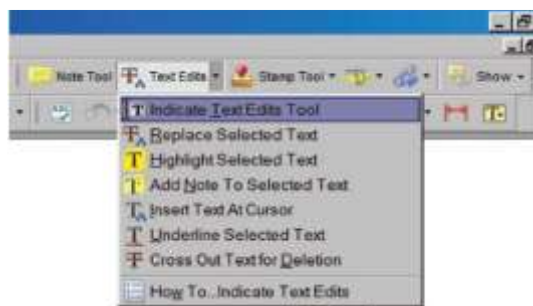 Note Tool Text Edits Stamp Tool Show
Indicate Text Edits Tool
Replace Selected Text
Highlight Selected Text
Add Note To Selected Text
Insert Text At Cursor
Underline Selected Text
Cross Out Text for Deletion
How To...Indicate Text Edits